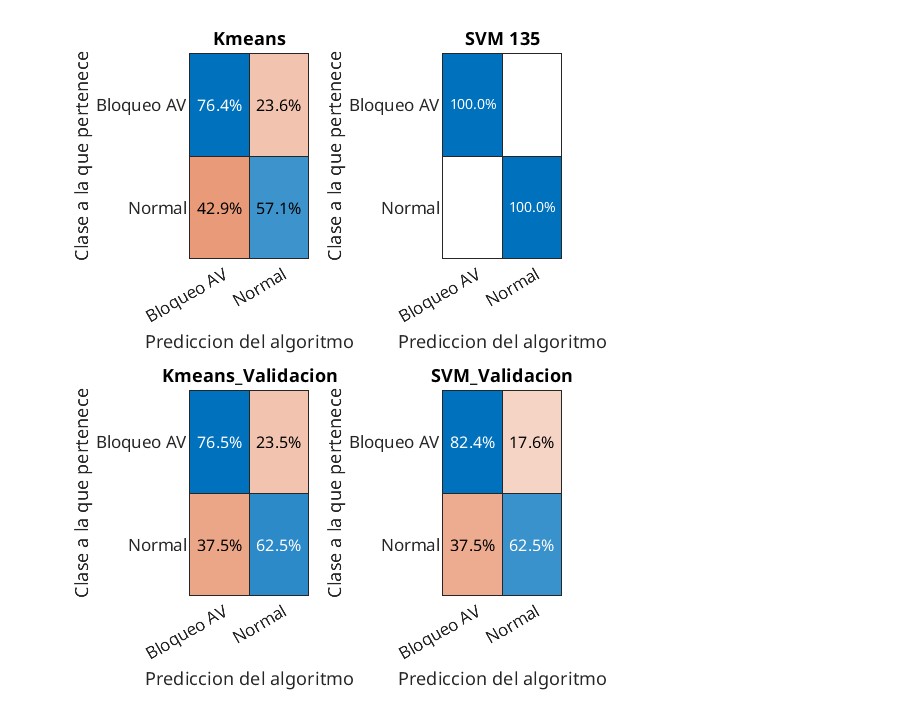 Kmeans
Clase a la que pertenece
Bloqueo AV
76.4%
23.6%
Normal
42.9%
57.1%
Bloqueo AV
Normal
Prediccion del algoritmo
SVM 135
Clase a la que pertenece
Bloqueo AV
100.0%
Normal
100.0%
Bloqueo AV
Normal
Prediccion del algoritmo
Kmeans_Validacion
Clase a la que pertenece
Bloqueo AV
76.5%
23.5%
Normal
37.5%
62.5%
Bloqueo AV
Normal
Prediccion del algoritmo
SVM_Validacion
Clase a la que pertenece
Bloqueo AV
82.4%
17.6%
Normal
37.5%
62.5%
Bloqueo AV
Normal
Prediccion del algoritmo